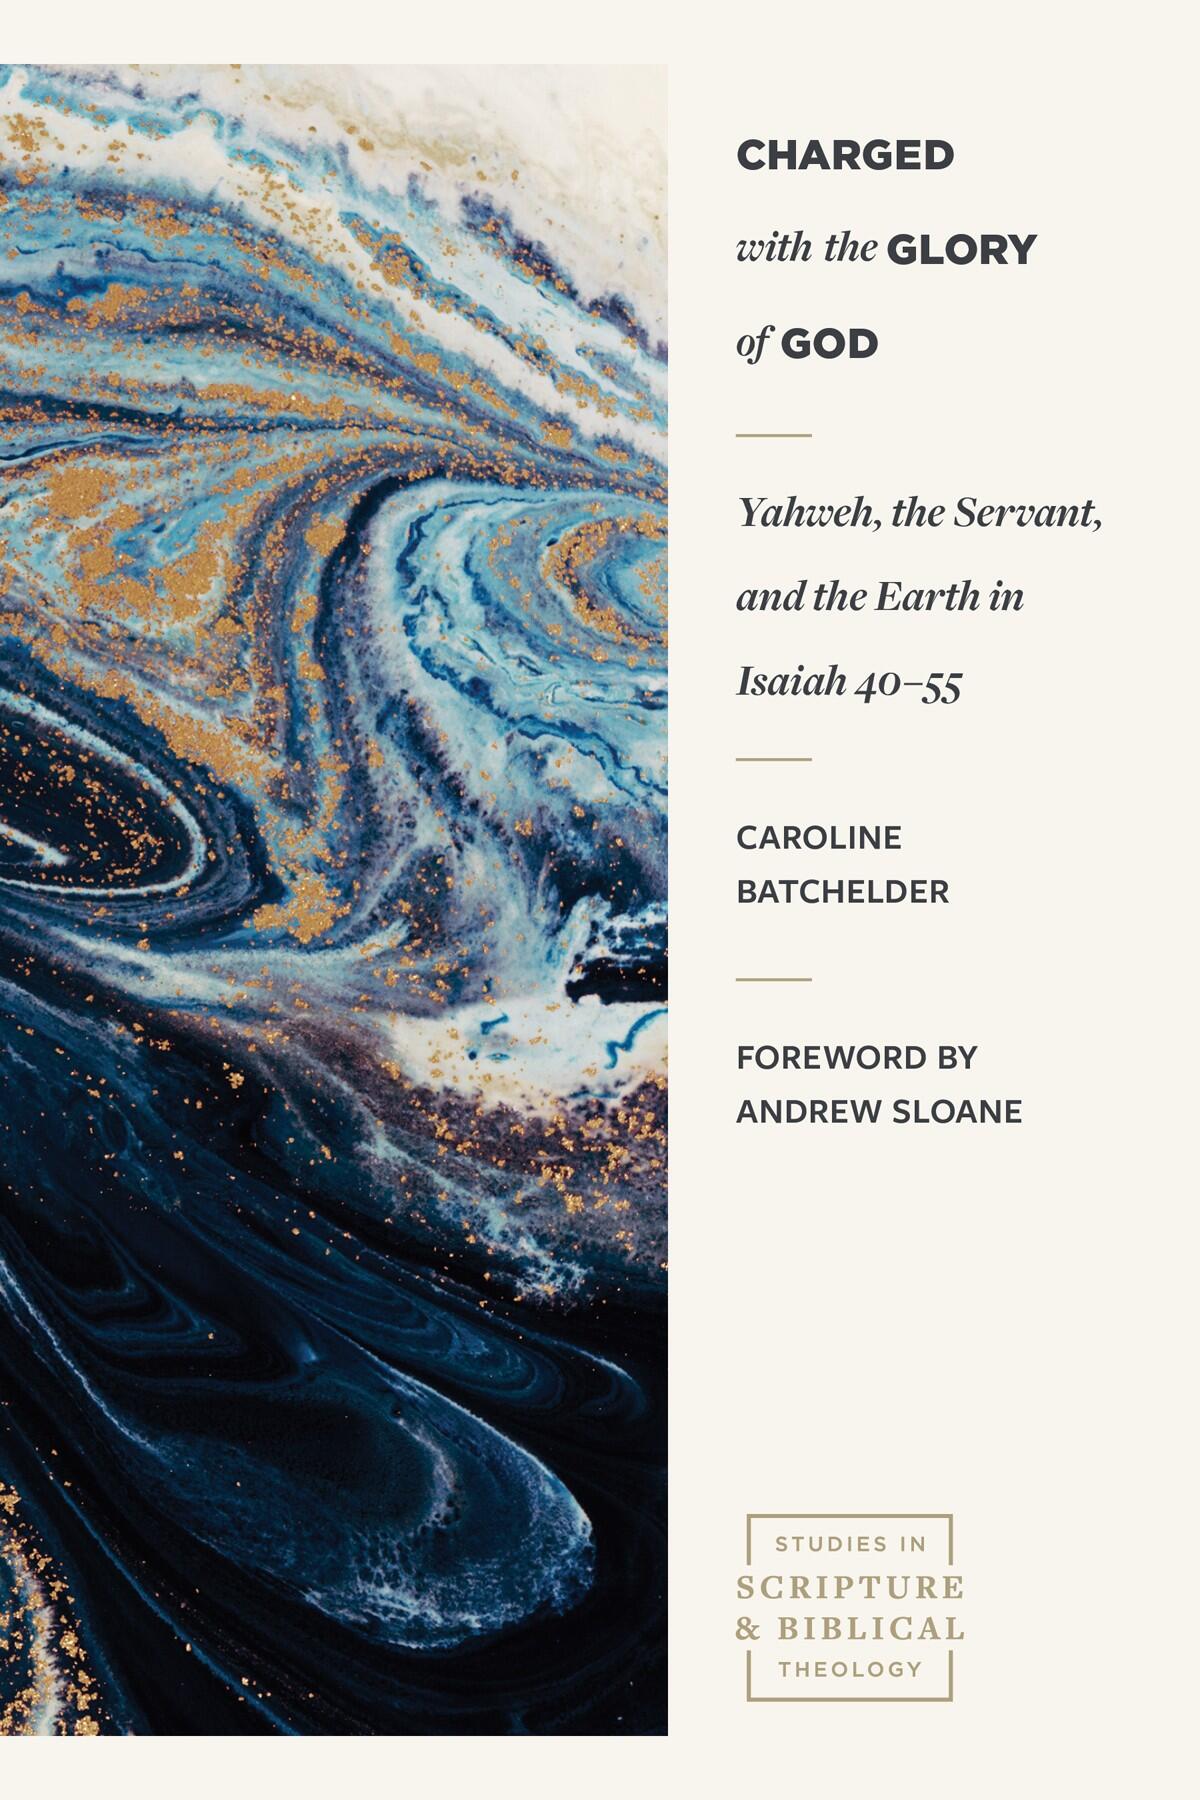 CHARGED
with the GLORY
of GOD
Yahweh, the Servant,
and the Earth in
Isaiah 40–55
CAROLINE
BATCHELDER
FOREWORD BY
ANDREW SLOANE
STUDIES IN
SCRIPTURE
& BIBLICAL
THEOLOGY